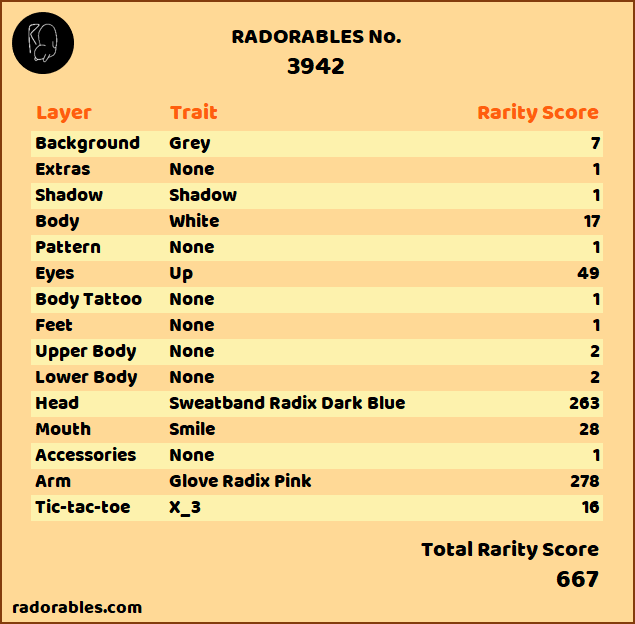 RADORABLES No.
3942
Layer Trait Rarity Score
Background Grey 7
Extras None 1
Shadow Shadow 1
Body White 17
Pattern None 1
Eyes Up 49
Body Tattoo None 1
Feet None 1
Upper Body None 2
Lower Body None 2
Head Sweatband Radix Dark Blue 263
Mouth Smile 28
Accessories None 1
Arm Glove Radix Pink 278
Tic-tac-toe X_3 16
Total Rarity Score
667
radorables.com